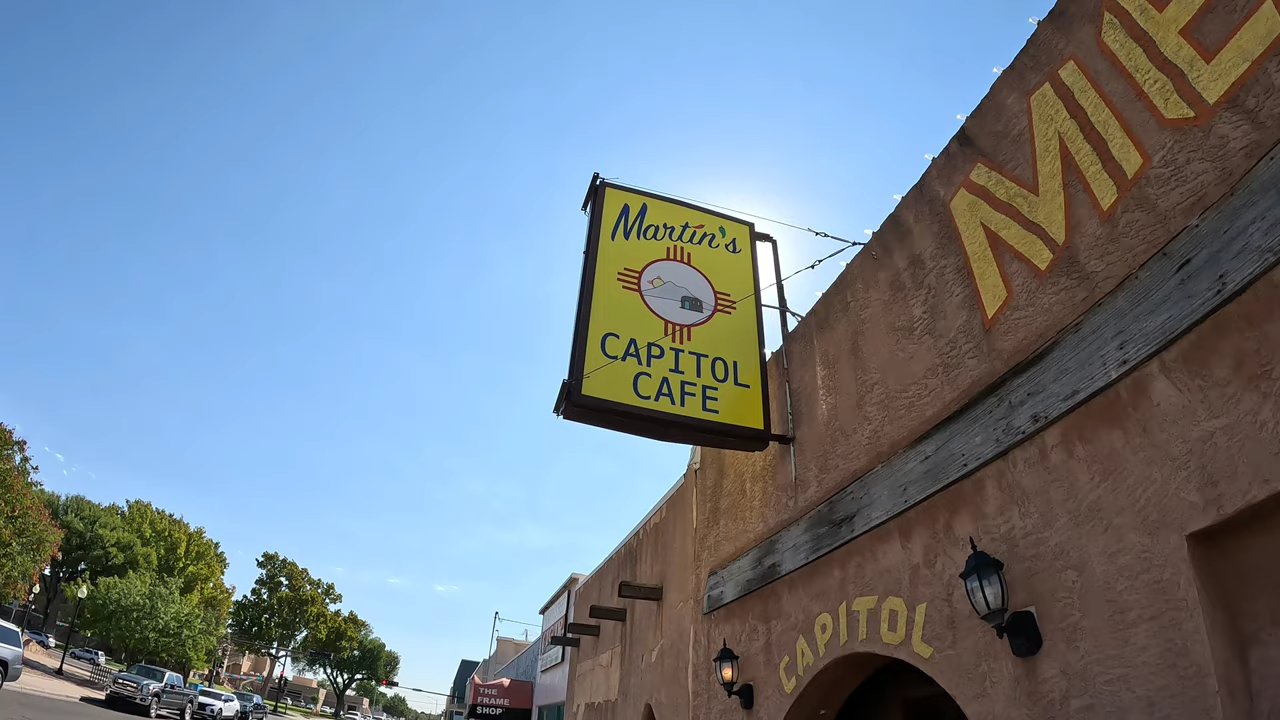 Martin's
CAPITOL
CAFE
CAPITOL
THE
FRAME
SHOP